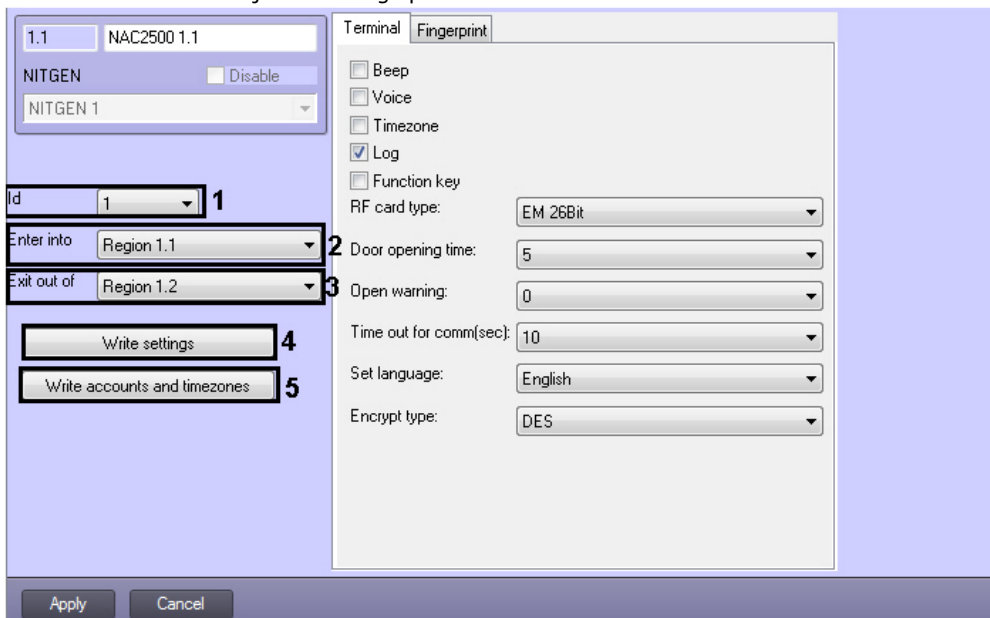 1.1 NAC2500 1.1
NITGEN Disable
NITGEN 1
Id 1 1
Enter into Region 1.1 2
Exit out of Region 1.2 3
Write settings 4
Write accounts and timezones 5
Terminal Fingerprint
Beep
Voice
Timezone
Log
Function key
RF card type: EM 26Bit
Door opening time: 5
Open warning: 0
Time out for comm(sec): 10
Set language: English
Encrypt type: DES
Apply Cancel